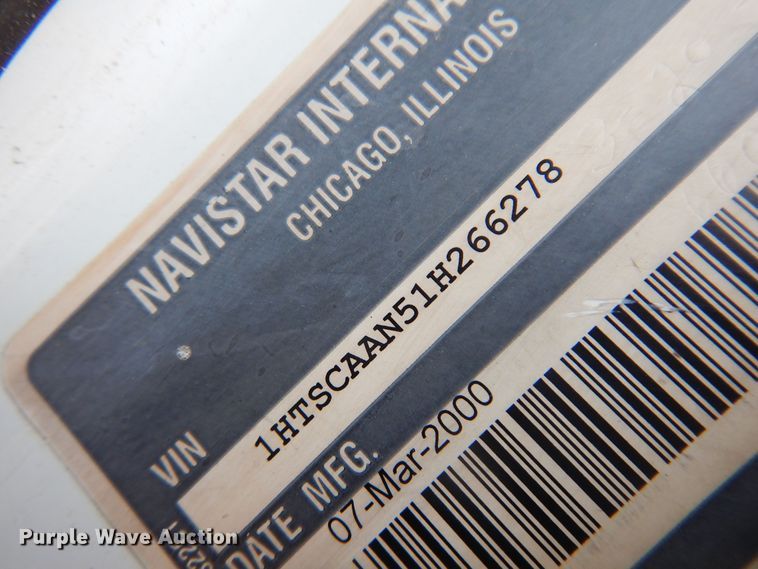 NAVISTAR INTERNA
CHICAGO, ILLINOIS
VIN
1HTSCAAN51H266278
DATE MFG.
07-Mar-2000
Purple Wave Auction